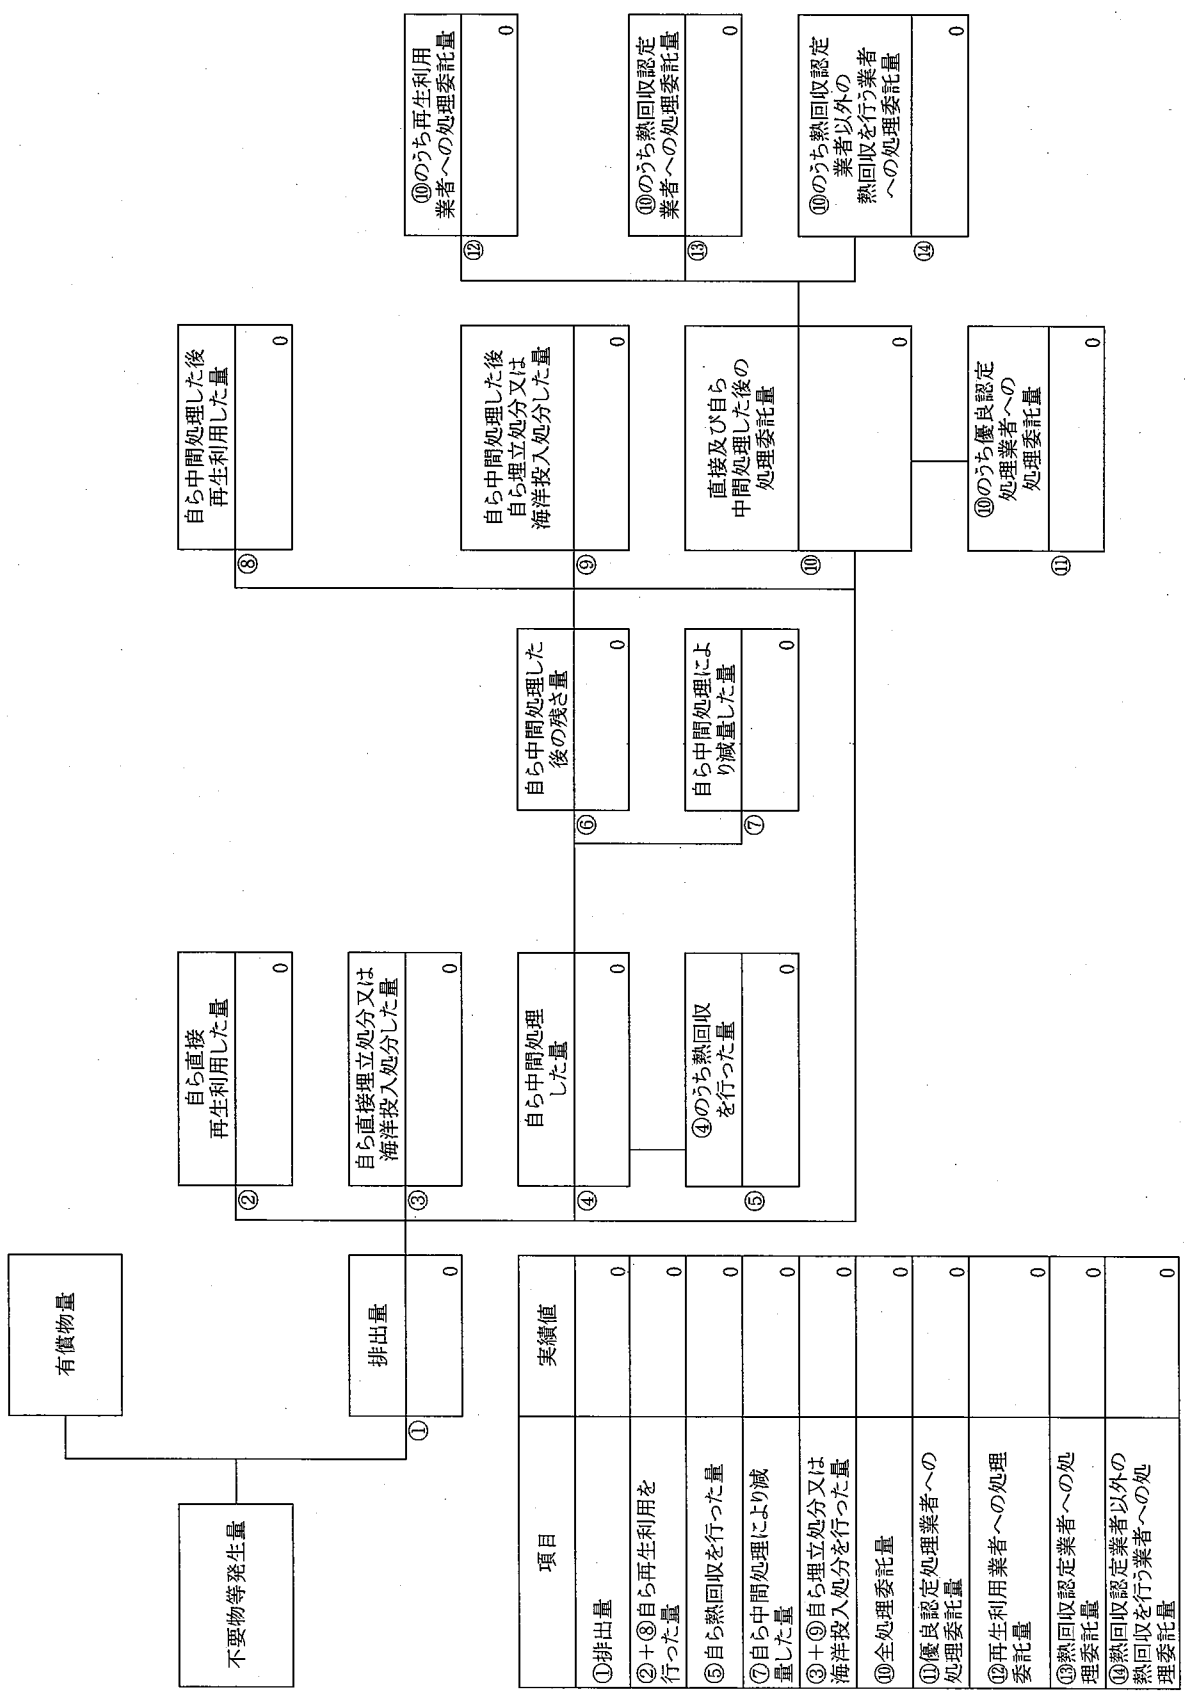 不要物等発生量
有償物量
排出量
①
0
自ら直接
再生利用した量
②
0
自ら直接埋立処分又は
海洋投入処分した量
③
0
自ら中間処理
した量
④
0
④のうち熱回収
を行った量
⑤
0
自ら中間処理した
後の残さ量
⑥
0
自ら中間処理によ
り減量した量
⑦
0
自ら中間処理した後
再生利用した量
⑧
0
自ら中間処理した後
自ら埋立処分又は
海洋投入処分した量
⑨
0
直接及び自ら
中間処理した後の
処理委託量
⑩
0
⑩のうち優良認定
処理業者への
処理委託量
⑪
0
⑩のうち再生利用
業者への処理委託量
⑫
0
⑩のうち熱回収認定
業者への処理委託量
⑬
0
⑩のうち熱回収認定
業者以外の
熱回収を行う業者
への処理委託量
⑭
0
項目 実績値
①排出量 0
②+⑧自ら再生利用を
行った量 0
⑤自ら熱回収を行った量 0
⑦自ら中間処理により減
量した量 0
③+⑨自ら埋立処分又は
海洋投入処分を行った量 0
⑩全処理委託量 0
⑪優良認定処理業者への
処理委託量 0
⑫再生利用業者への処理
委託量 0
⑬熱回収認定業者への処
理委託量 0
⑭熱回収認定業者以外の
熱回収を行う業者への処
理委託量 0